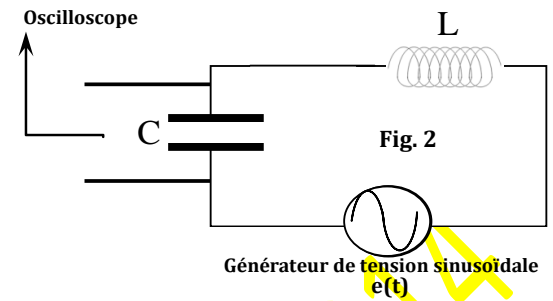 Oscilloscope
L
C
Fig. 2
Générateur de tension sinusoïdale
e(t)